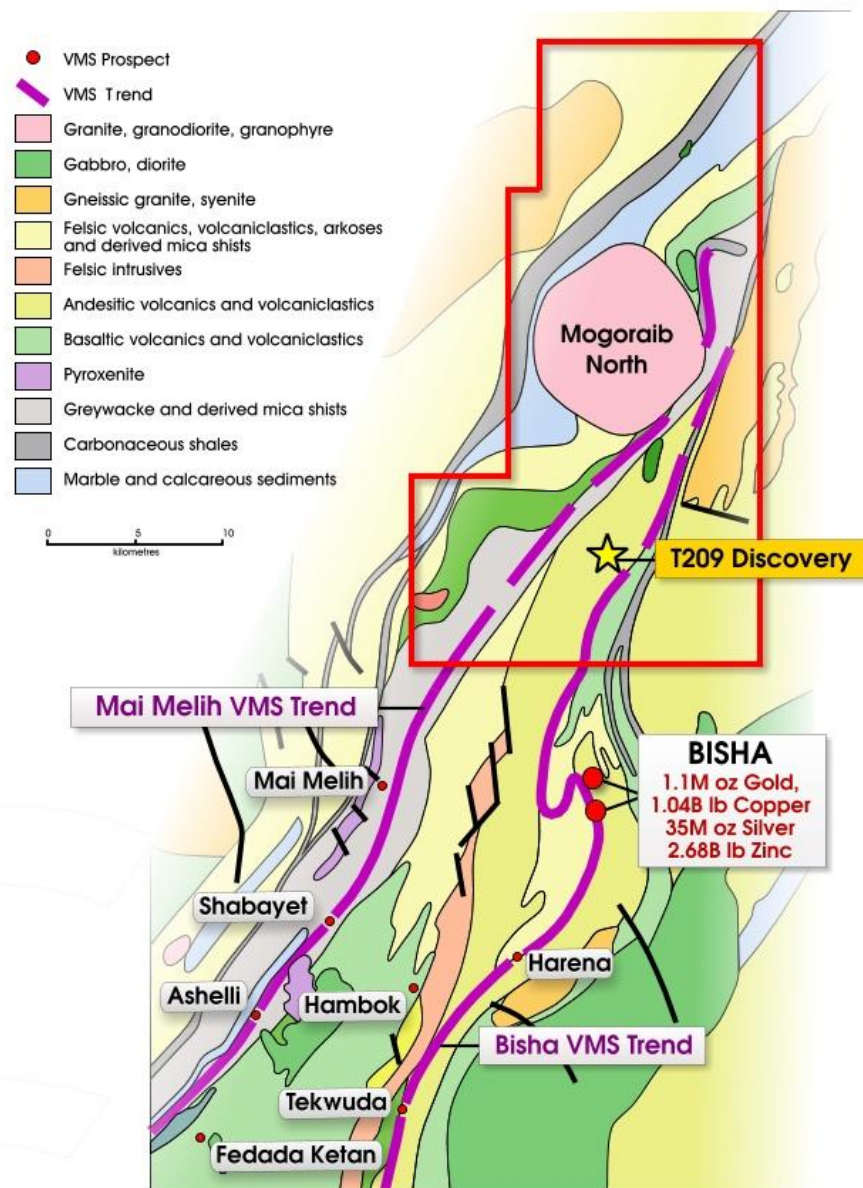 VMS Prospect
VMS Trend
Granite, granodiorite, granophyre
Gabbro, diorite
Gneissic granite, syenite
Felsic volcanics, volcaniclastics, arkoses
and derived mica shists
Felsic intrusives
Andesitic volcanics and volcaniclastics
Basaltic volcanics and volcaniclastics
Pyroxenite
Greywacke and derived mica shists
Carbonaceous shales
Marble and calcareous sediments
0 5 10
kilometres
Mogoraib
North
T209 Discovery
Mai Melih VMS Trend
Mai Melih
BISHA
1.1M oz Gold,
1.04B lb Copper
35M oz Silver
2.68B lb Zinc
Shabayet
Harena
Ashelli
Hambok
Bisha VMS Trend
Tekwuda
Fedada Ketan